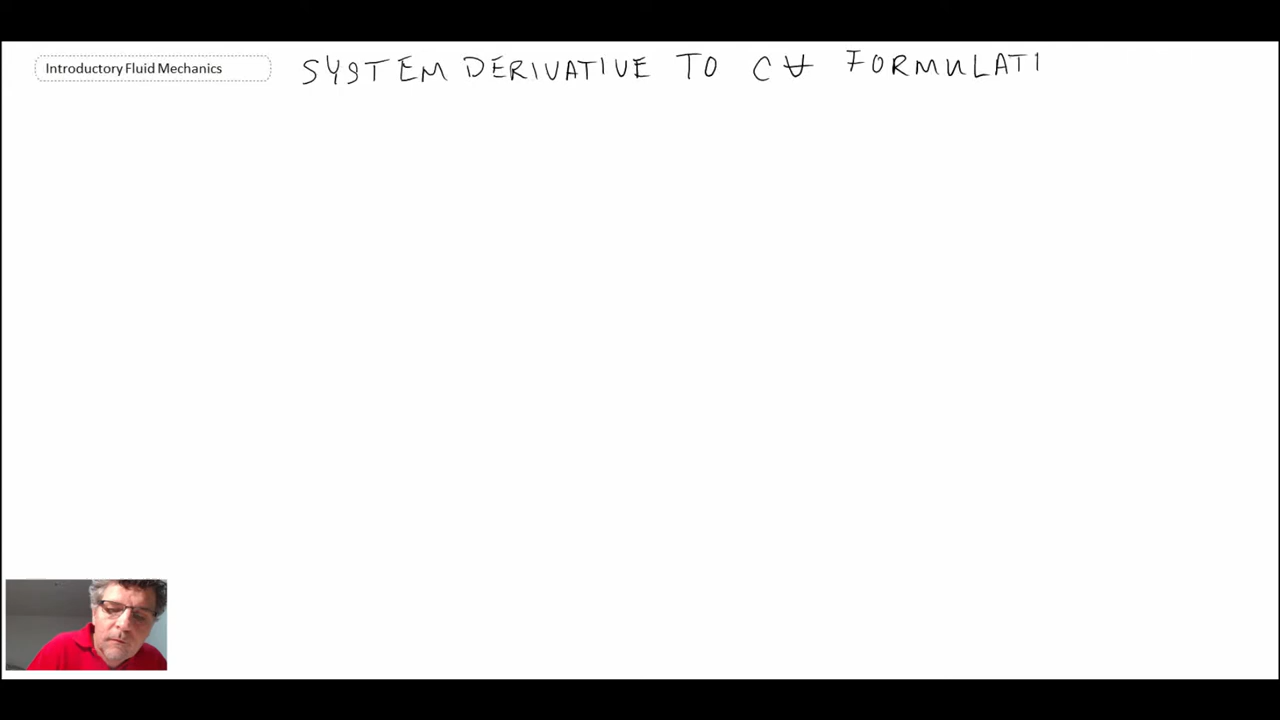 Introductory Fluid Mechanics
SYSTEM DERIVATIVE TO C∀ FORMULATI